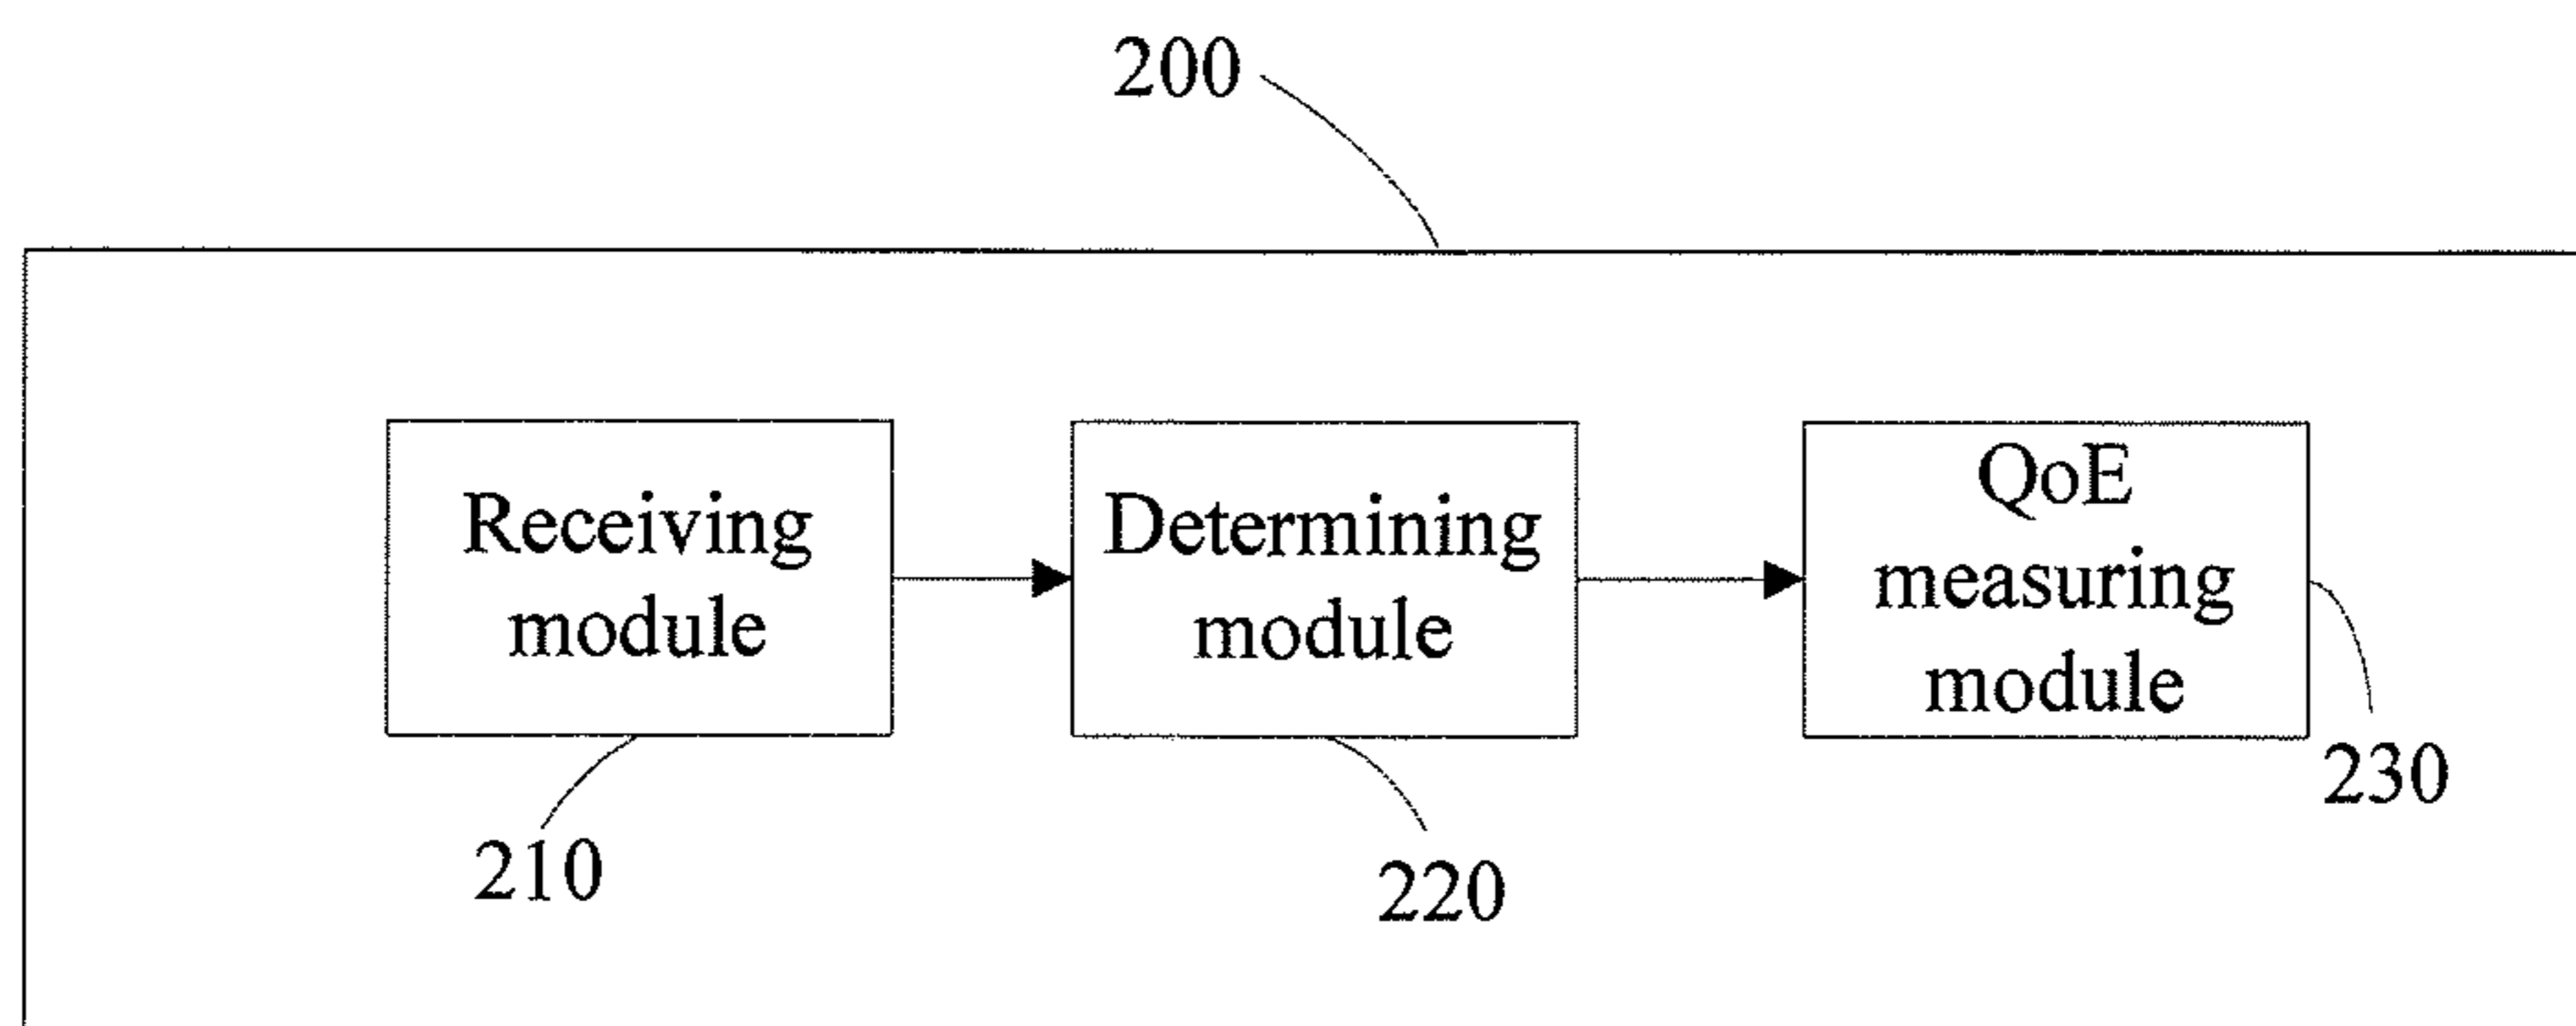 200
Receiving
module
Determining
module
QoE
measuring
module
210
220
230